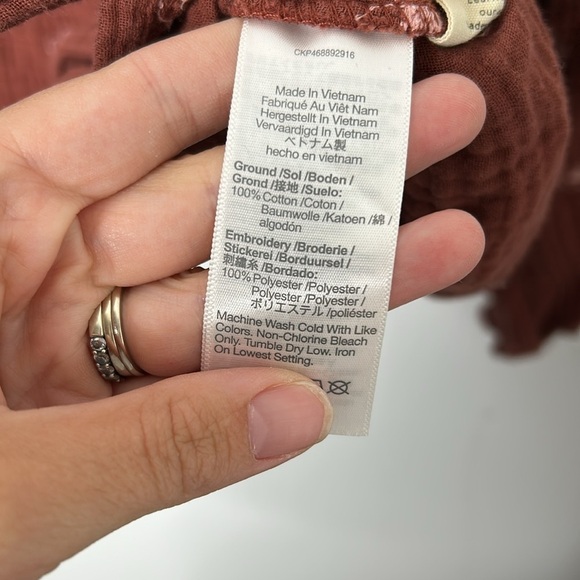 our
CKP468892916
Made In Vietnam
Fabriqué Au Viêt Nam
Hergestellt In Vietnam
Vervaardigd In Vietnam
ベトナム製
hecho en vietnam
Ground /Sol /Boden /
Grond /接地 /Suelo:
100% Cotton /Coton /
Baumwolle /Katoen /綿 /
algodón
Embroidery /Broderie /
Stickerei /Borduursel /
刺繍糸 /Bordado:
100% Polyester /Polyester /
Polyester /Polyester /
ポリエステル /poliéster
Machine Wash Cold With Like
Colors. Non-Chlorine Bleach
Only. Tumble Dry Low. Iron
On Lowest Setting.